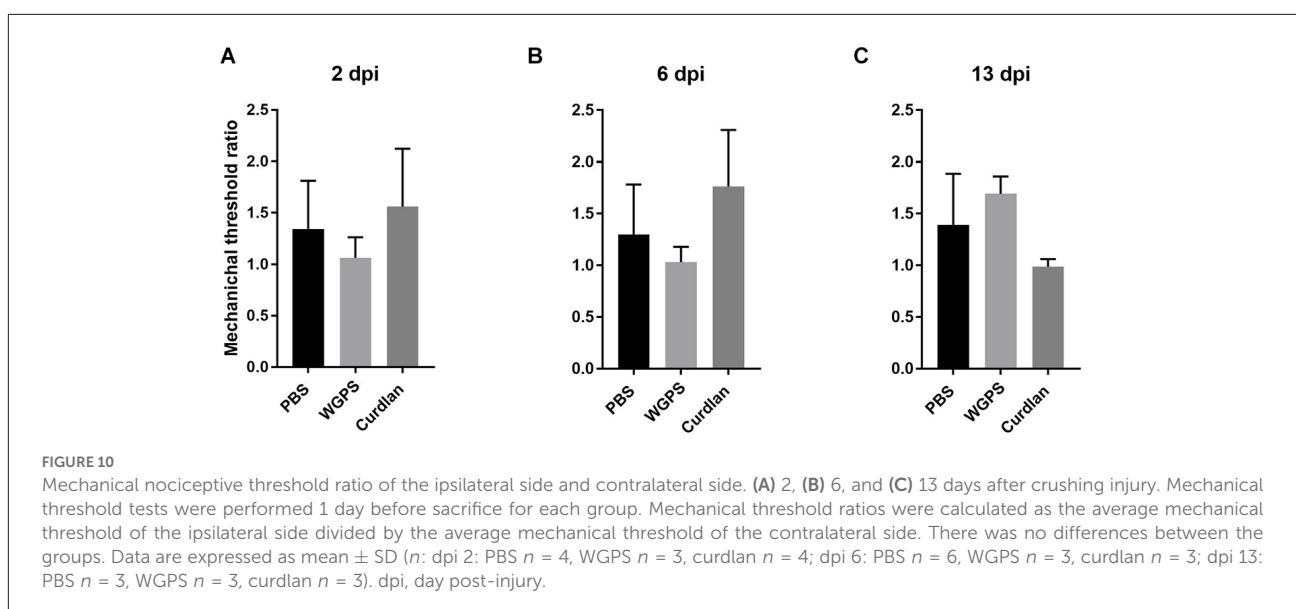 A
2 dpi
B
6 dpi
C
13 dpi
Mechanichal threshold ratio
2.5
2.0
1.5
1.0
0.5
0.0
PBS
WGPS
Curdlan
2.5
2.0
1.5
1.0
0.5
0.0
PBS
WGPS
Curdlan
2.5
2.0
1.5
1.0
0.5
0.0
PBS
WGPS
Curdlan
FIGURE 10
Mechanical nociceptive threshold ratio of the ipsilateral side and contralateral side. (A) 2, (B) 6, and (C) 13 days after crushing injury. Mechanical
threshold tests were performed 1 day before sacrifice for each group. Mechanical threshold ratios were calculated as the average mechanical
threshold of the ipsilateral side divided by the average mechanical threshold of the contralateral side. There was no differences between the
groups. Data are expressed as mean ± SD (n: dpi 2: PBS n = 4, WGPS n = 3, curdlan n = 4; dpi 6: PBS n = 6, WGPS n = 3, curdlan n = 3; dpi 13:
PBS n = 3, WGPS n = 3, curdlan n = 3). dpi, day post-injury.